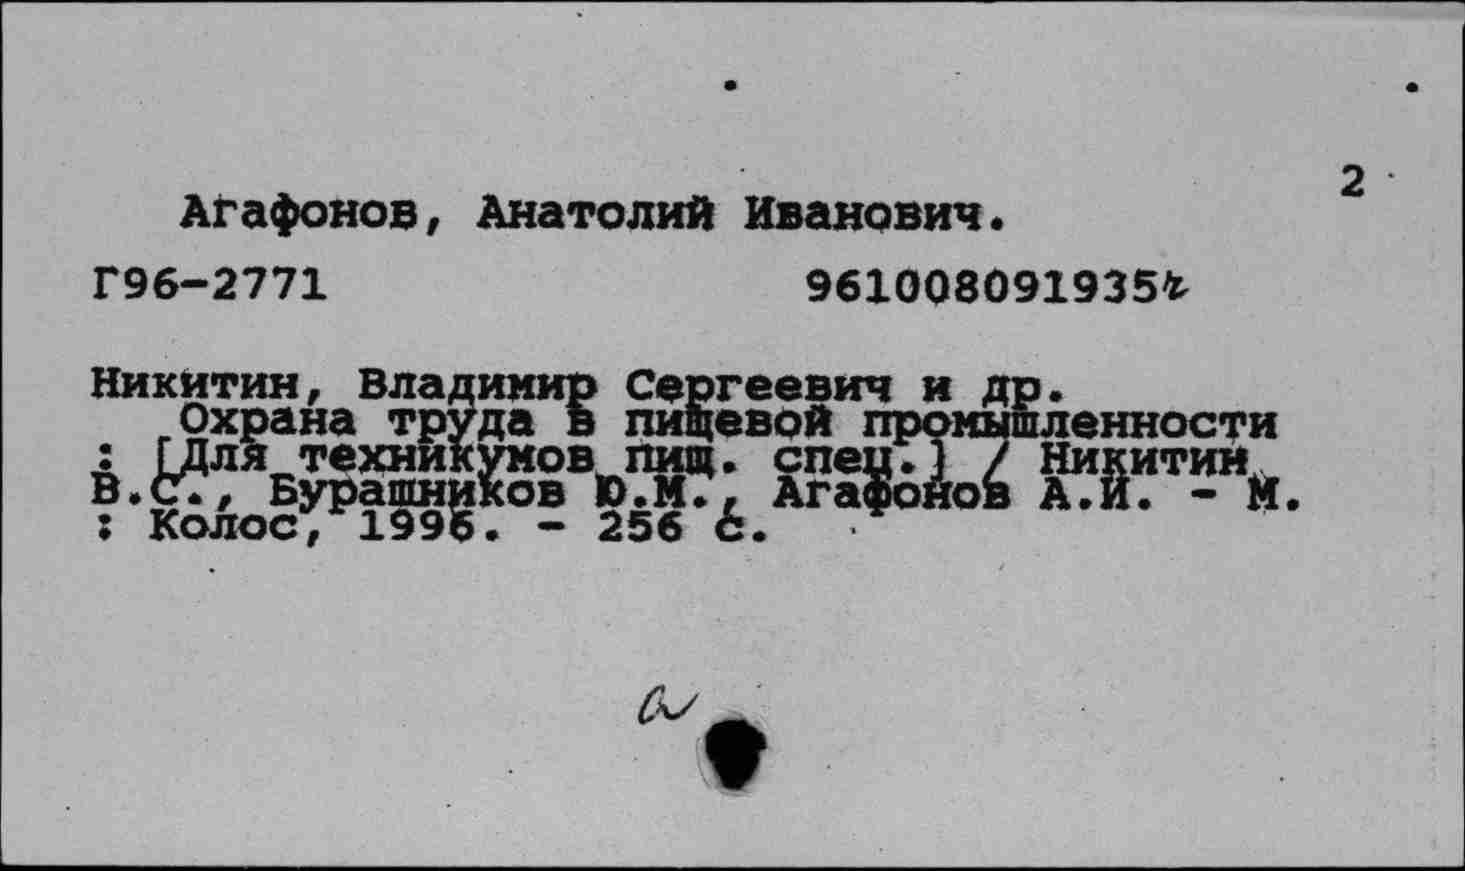 2
Агафонов, Анатолий Иванович.
Г96-2771 961008091935
Никитин, Владимир Сергеевич и др.
Охрана труда в пищевой промышленности
: [Для техникумов пищ. спец.] / Никитин
В.С., Бурашников Ю.М., Агафонов А.И. - М.
: Колос, 1996. - 256 с.